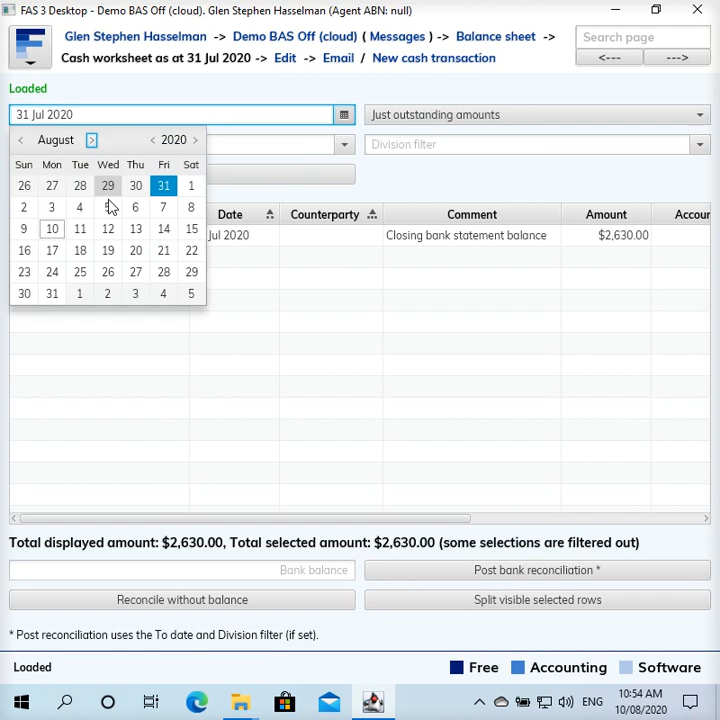 FAS 3 Desktop - Demo BAS Off (cloud). Glen Stephen Hasselman (Agent ABN: null)
Glen Stephen Hasselman -> Demo BAS Off (cloud) ( Messages ) -> Balance sheet ->
Cash worksheet as at 31 Jul 2020 -> Edit -> Email / New cash transaction
Search page
<--- --->
Loaded
31 Jul 2020
Just outstanding amounts
Division filter
< August > < 2020 >
Sun Mon Tue Wed Thu Fri Sat
26 27 28 29 30 31 1
2 3 4 5 6 7 8
9 10 11 12 13 14 15
16 17 18 19 20 21 22
23 24 25 26 27 28 29
30 31 1 2 3 4 5
Date Counterparty Comment Amount Accour
Jul 2020 Closing bank statement balance $2,630.00
Total displayed amount: $2,630.00, Total selected amount: $2,630.00 (some selections are filtered out)
Bank balance
Post bank reconciliation *
Reconcile without balance
Split visible selected rows
* Post reconciliation uses the To date and Division filter (if set).
Loaded
Free Accounting Software
ENG
10:54 AM
10/08/2020